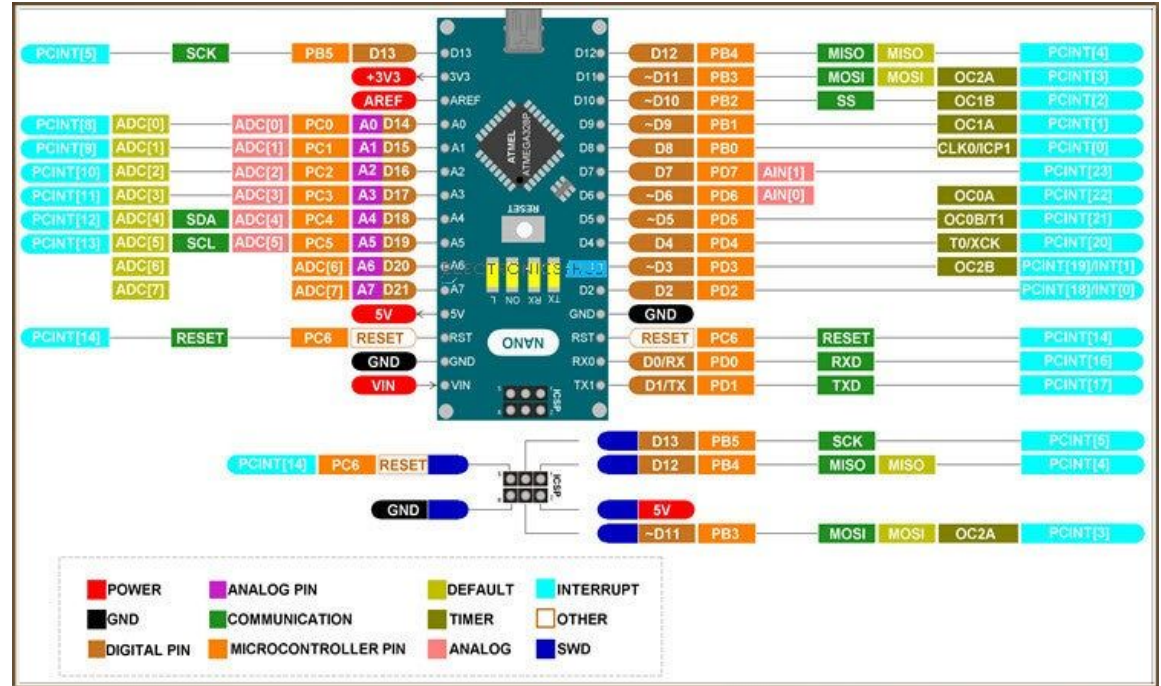 PCINT[5] SCK PB5 D13 D13 D12 D12 PB4 MISO MISO PCINT[4]
+3V3 3V3 D11 ~D11 PB3 MOSI MOSI OC2A PCINT[3]
AREF AREF D10 ~D10 PB2 SS OC1B PCINT[2]
PCINT[8] ADC[0] ADC[0] PC0 A0 D14 A0 D9 ~D9 PB1 OC1A PCINT[1]
PCINT[9] ADC[1] ADC[1] PC1 A1 D15 A1 D8 D8 PB0 CLK0/ICP1 PCINT[0]
ATMEL
ATMEGA328P
PCINT[10] ADC[2] ADC[2] PC2 A2 D16 A2 D7 D7 PD7 AIN[1] PCINT[23]
PCINT[11] ADC[3] ADC[3] PC3 A3 D17 A3 D6 ~D6 PD6 AIN[0] OC0A PCINT[22]
RESET
PCINT[12] ADC[4] SDA ADC[4] PC4 A4 D18 A4 D5 ~D5 PD5 OC0B/T1 PCINT[21]
PCINT[13] ADC[5] SCL ADC[5] PC5 A5 D19 A5 D4 D4 PD4 T0/XCK PCINT[20]
ADC[6] ADC[6] A6 D20 A6 ~D3 PD3 OC2B PCINT[19]/INT[1]
ADC[7] ADC[7] A7 D21 A7 D2 D2 PD2 PCINT[18]/INT[0]
L ON RX TX
5V 5V GND GND
PCINT[14] RESET PC6 RESET RST NANO RST RESET PC6 RESET PCINT[14]
GND GND RX0 D0/RX PD0 RXD PCINT[16]
VIN VIN TX1 D1/TX PD1 TXD PCINT[17]
ICSP
D13 PB5 SCK PCINT[5]
PCINT[14] PC6 RESET D12 PB4 MISO MISO PCINT[4]
ICSP
GND 5V
~D11 PB3 MOSI MOSI OC2A PCINT[3]
POWER ANALOG PIN DEFAULT INTERRUPT
GND COMMUNICATION TIMER OTHER
DIGITAL PIN MICROCONTROLLER PIN ANALOG SWD